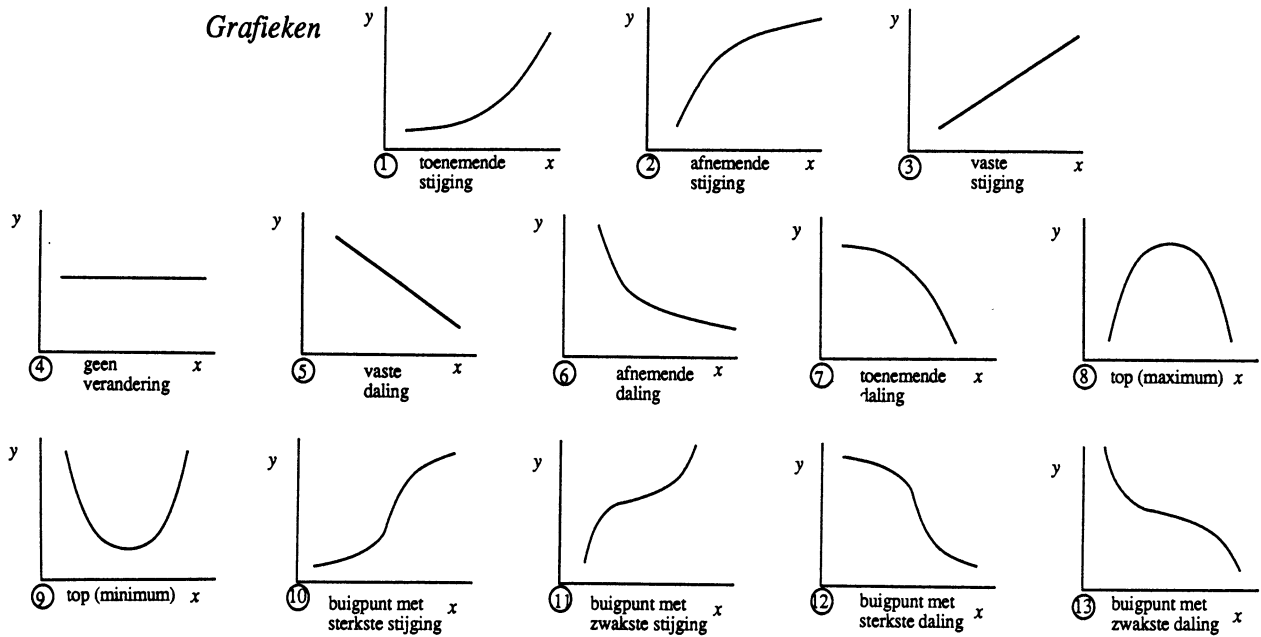 Grafieken
y
x
① toenemende
stijging
y
x
② afnemende
stijging
y
x
③ vaste
stijging
y
x
④ geen
verandering
y
x
⑤ vaste
daling
y
x
⑥ afnemende
daling
y
x
⑦ toenemende
daling
y
⑧ top (maximum) x
y
⑨ top (minimum) x
y
x
⑩ buigpunt met
sterkste stijging
y
x
⑪ buigpunt met
zwakste stijging
y
x
⑫ buigpunt met
sterkste daling
y
x
⑬ buigpunt met
zwakste daling